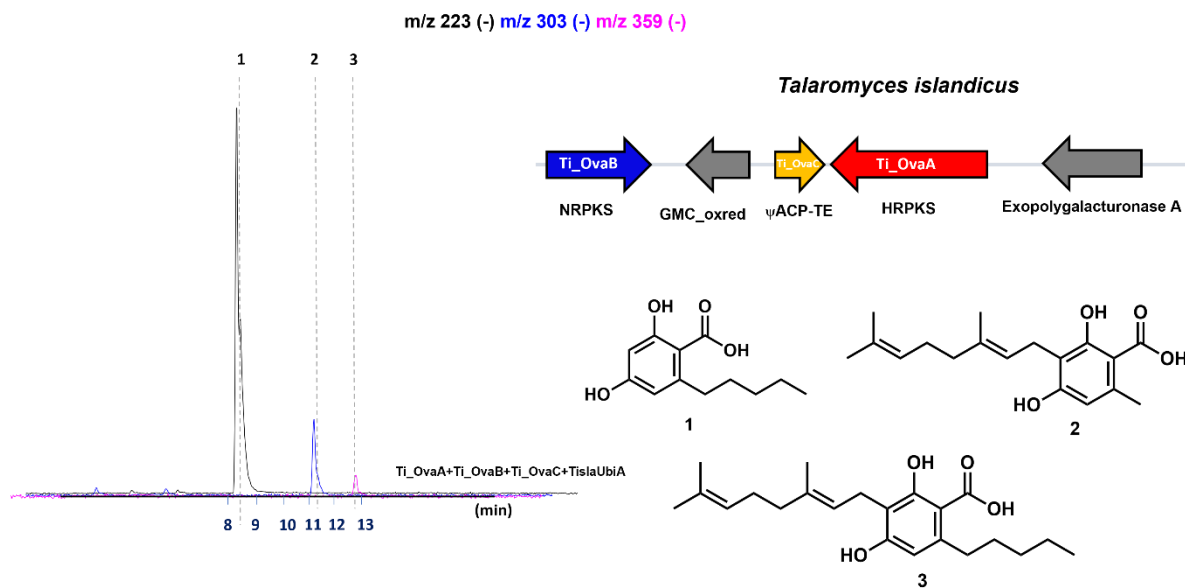 m/z 223 (-) m/z 303 (-) m/z 359 (-)
1 2 3
Talaromyces islandicus
Ti_OvaB Ti_OvaC Ti_OvaA
NRPKS GMC_oxred ψACP-TE HRPKS Exopolygalacturonase A
OH O
OH
HO
1
OH O
OH
HO
2
Ti_OvaA+Ti_OvaB+Ti_OvaC+TislaUbiA
(min)
8 9 10 11 12 13
OH O
OH
HO
3